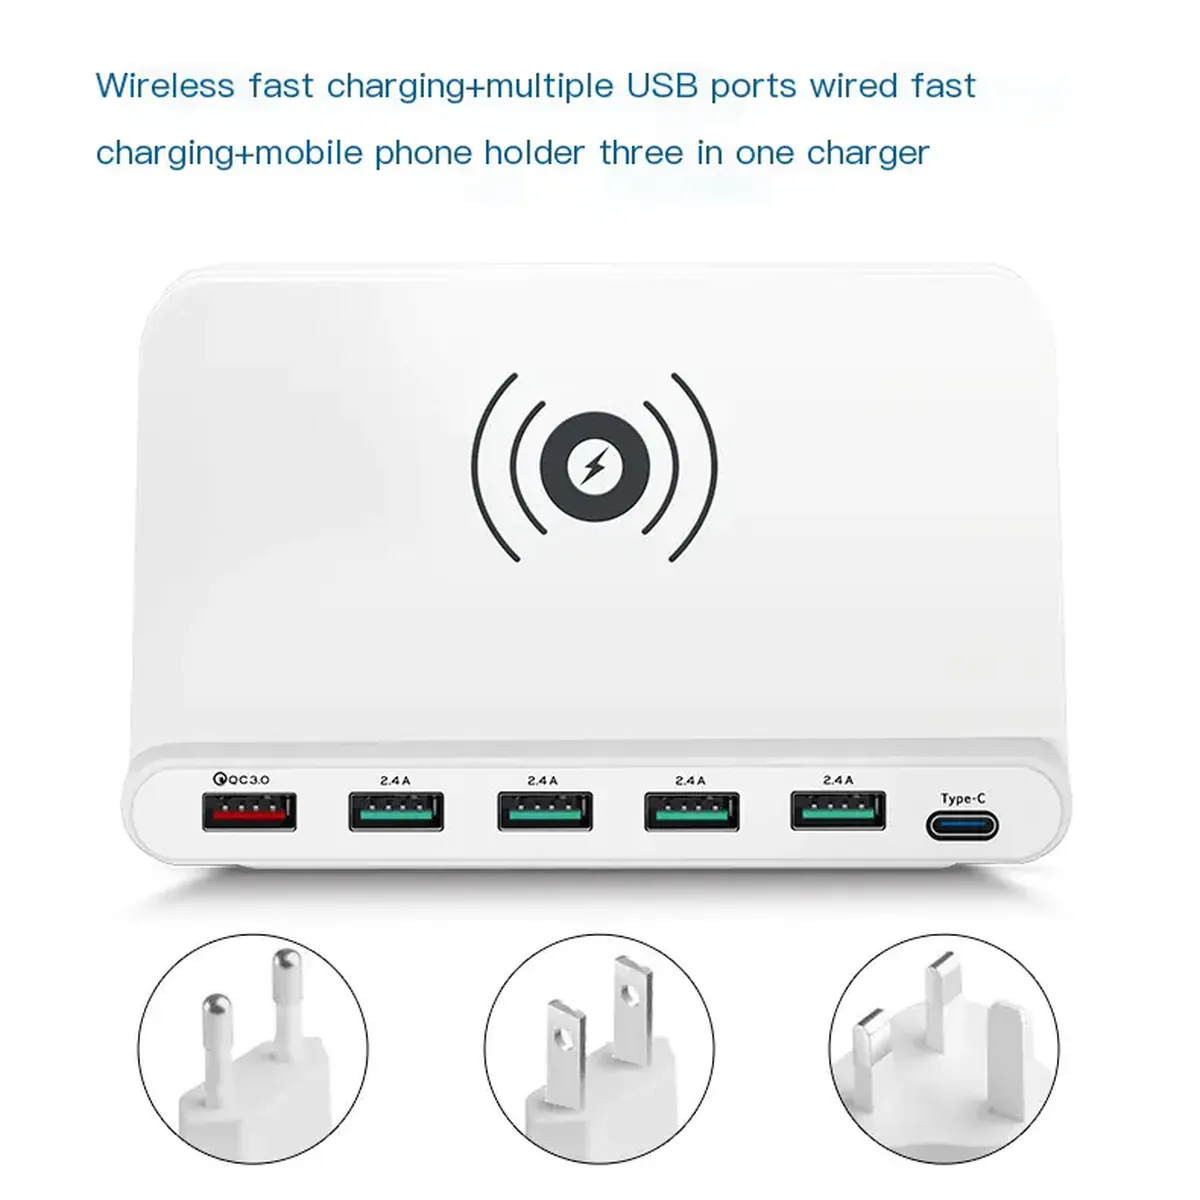 Wireless fast charging+multiple USB ports wired fast
charging+mobile phone holder three in one charger
QC3.0
2.4A
2.4A
2.4A
2.4A
Type-C